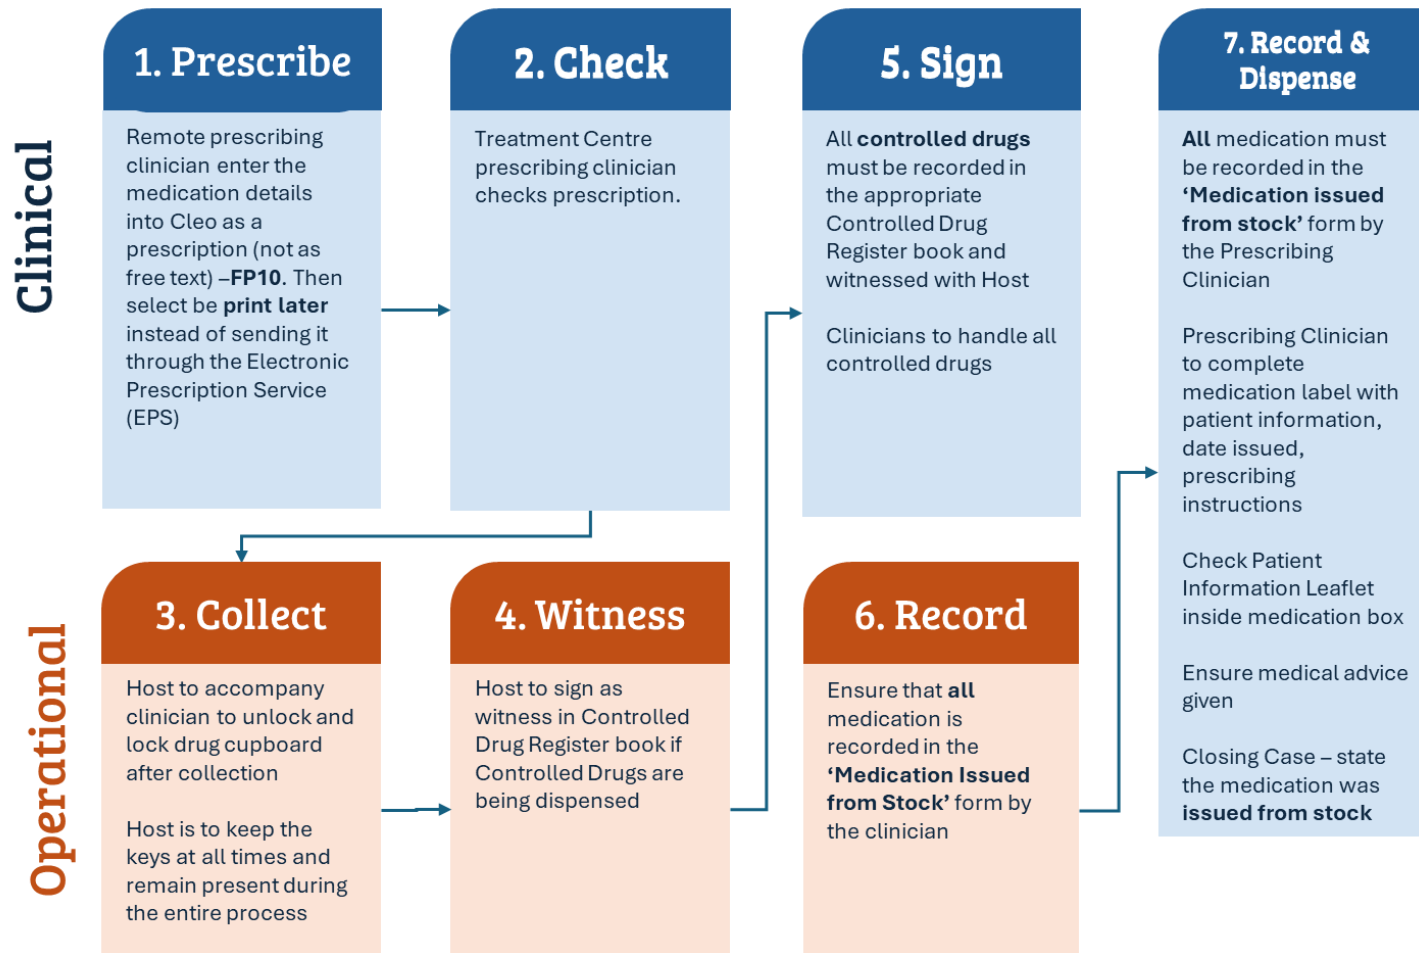 Clinical
1. Prescribe
Remote prescribing
clinician enter the
medication details
into Cleo as a
prescription (not as
free text) –FP10. Then
select be print later
instead of sending it
through the Electronic
Prescription Service
(EPS)
2. Check
Treatment Centre
prescribing clinician
checks prescription.
Operational
3. Collect
Host to accompany
clinician to unlock and
lock drug cupboard
after collection
Host is to keep the
keys at all times and
remain present during
the entire process
4. Witness
Host to sign as
witness in Controlled
Drug Register book if
Controlled Drugs are
being dispensed
5. Sign
All controlled drugs
must be recorded in
the appropriate
Controlled Drug
Register book and
witnessed with Host
Clinicians to handle all
controlled drugs
6. Record
Ensure that all
medication is
recorded in the
‘Medication Issued
from Stock’ form by
the clinician
7. Record &
Dispense
All medication must
be recorded in the
‘Medication issued
from stock’ form by
the Prescribing
Clinician
Prescribing Clinician
to complete
medication label with
patient information,
date issued,
prescribing
instructions
Check Patient
Information Leaflet
inside medication box
Ensure medical advice
given
Closing Case – state
the medication was
issued from stock